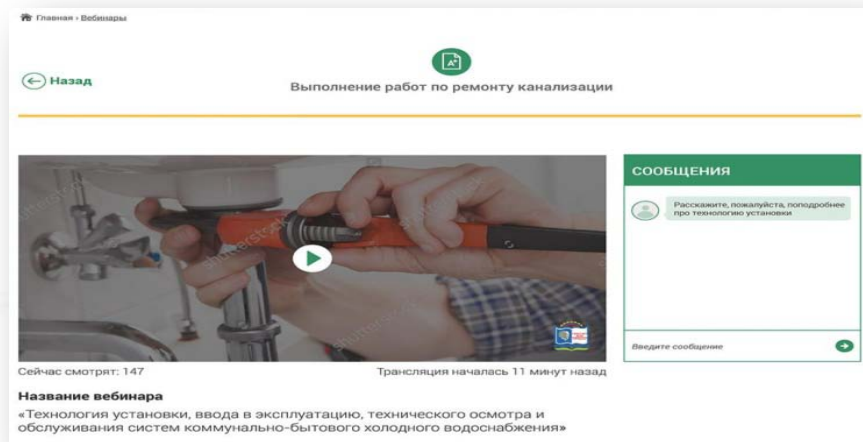 Главная › Вебинары
Назад
Выполнение работ по ремонту канализации
СООБЩЕНИЯ
Расскажите, пожалуйста, поподробнее
про технологию установки
shutterstock
Введите сообщение
Сейчас смотрят: 147
Трансляция началась 11 минут назад
Название вебинара
«Технология установки, ввода в эксплуатацию, технического осмотра и
обслуживания систем коммунально-бытового холодного водоснабжения»